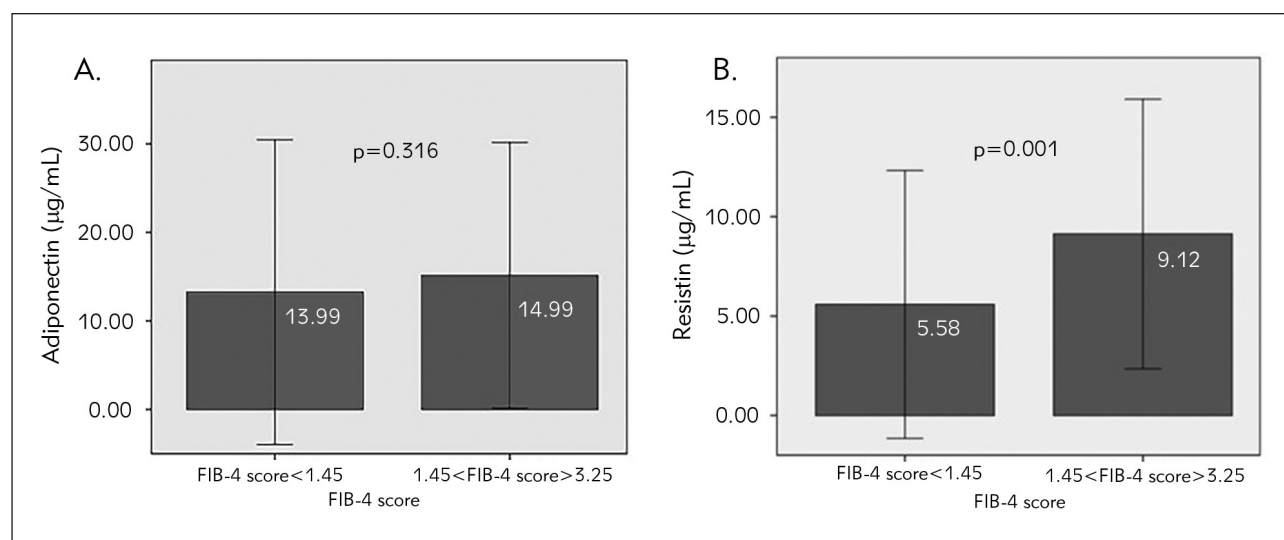 A.
Adiponectin (μg/mL)
30.00
20.00
10.00
0.00
p=0.316
13.99
14.99
FIB-4 score<1.45
1.45<FIB-4 score>3.25
FIB-4 score
B.
Resistin (μg/mL)
15.00
10.00
5.00
0.00
p=0.001
5.58
9.12
FIB-4 score<1.45
1.45<FIB-4 score>3.25
FIB-4 score